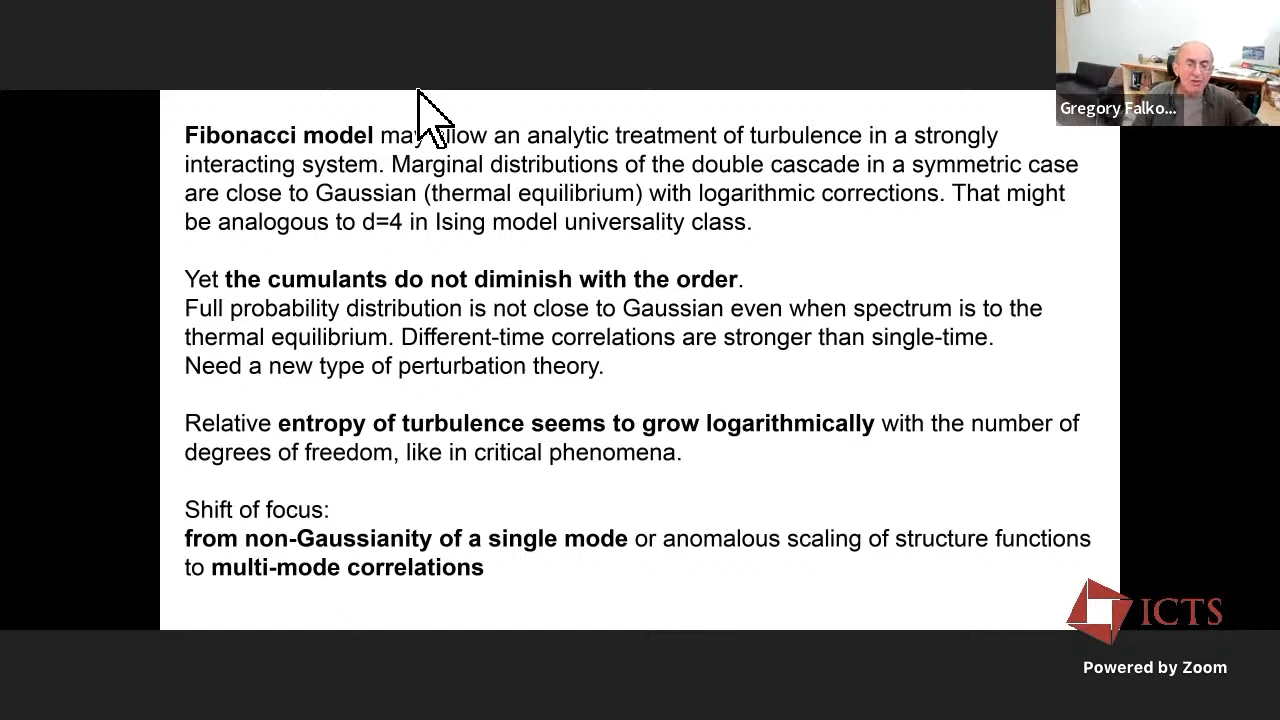 Gregory Falko...
Fibonacci model may allow an analytic treatment of turbulence in a strongly
interacting system. Marginal distributions of the double cascade in a symmetric case
are close to Gaussian (thermal equilibrium) with logarithmic corrections. That might
be analogous to d=4 in Ising model universality class.
Yet the cumulants do not diminish with the order.
Full probability distribution is not close to Gaussian even when spectrum is to the
thermal equilibrium. Different-time correlations are stronger than single-time.
Need a new type of perturbation theory.
Relative entropy of turbulence seems to grow logarithmically with the number of
degrees of freedom, like in critical phenomena.
Shift of focus:
from non-Gaussianity of a single mode or anomalous scaling of structure functions
to multi-mode correlations
ICTS
Powered by Zoom